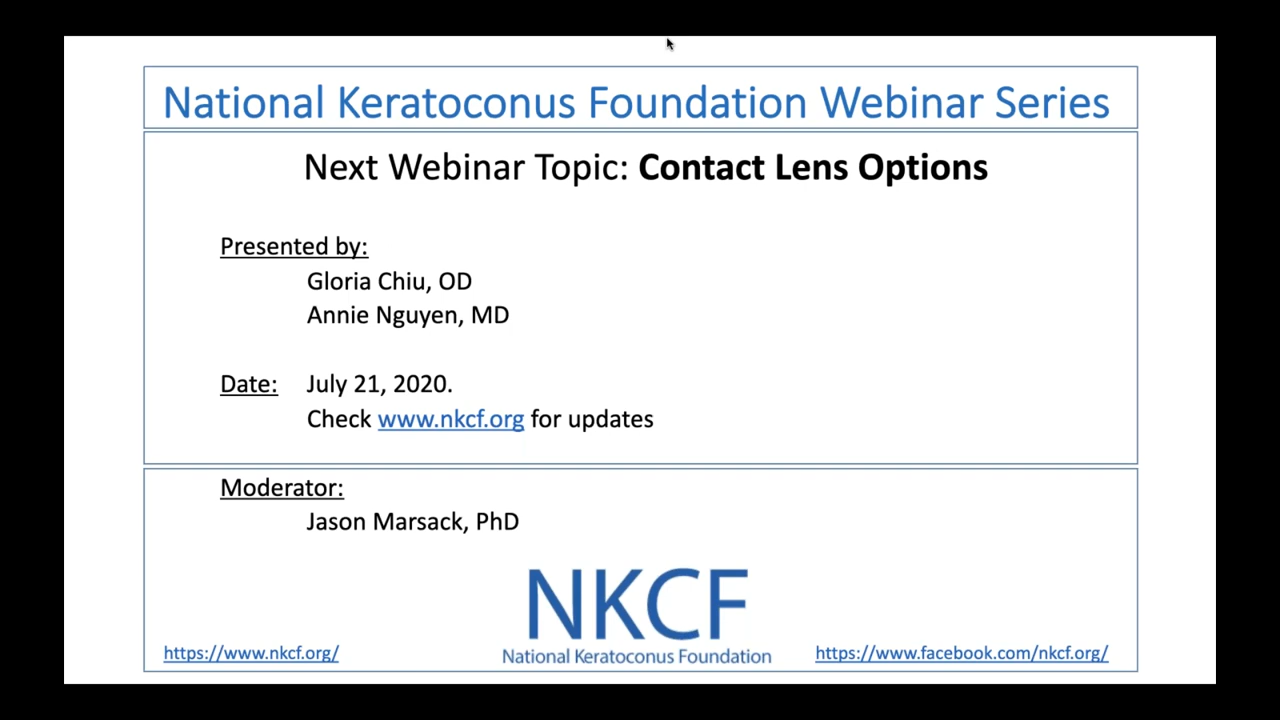 National Keratoconus Foundation Webinar Series
Next Webinar Topic: Contact Lens Options
Presented by:
Gloria Chiu, OD
Annie Nguyen, MD
Date: July 21, 2020.
Check www.nkcf.org for updates
Moderator:
Jason Marsack, PhD
NKCF
National Keratoconus Foundation
https://www.nkcf.org/
https://www.facebook.com/nkcf.org/